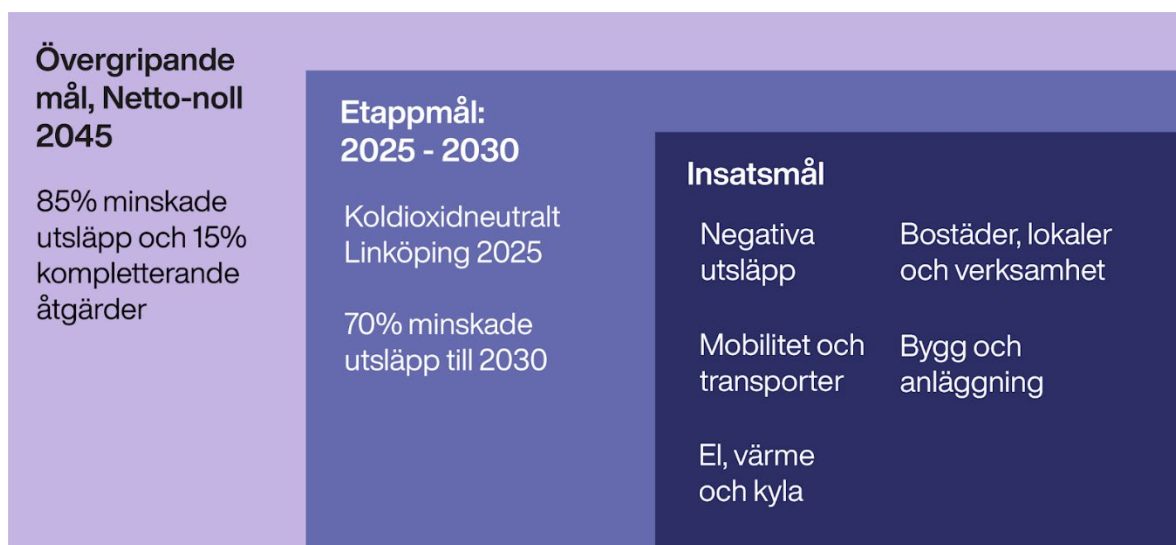 Övergripande
mål, Netto-noll
2045
85% minskade
utsläpp och 15%
kompletterande
åtgärder
Etappmål:
2025 - 2030
Koldioxidneutralt
Linköping 2025
70% minskade
utsläpp till 2030
Insatsmål
Negativa
utsläpp
Bostäder, lokaler
och verksamhet
Mobilitet och
transporter
Bygg och
anläggning
El, värme
och kyla